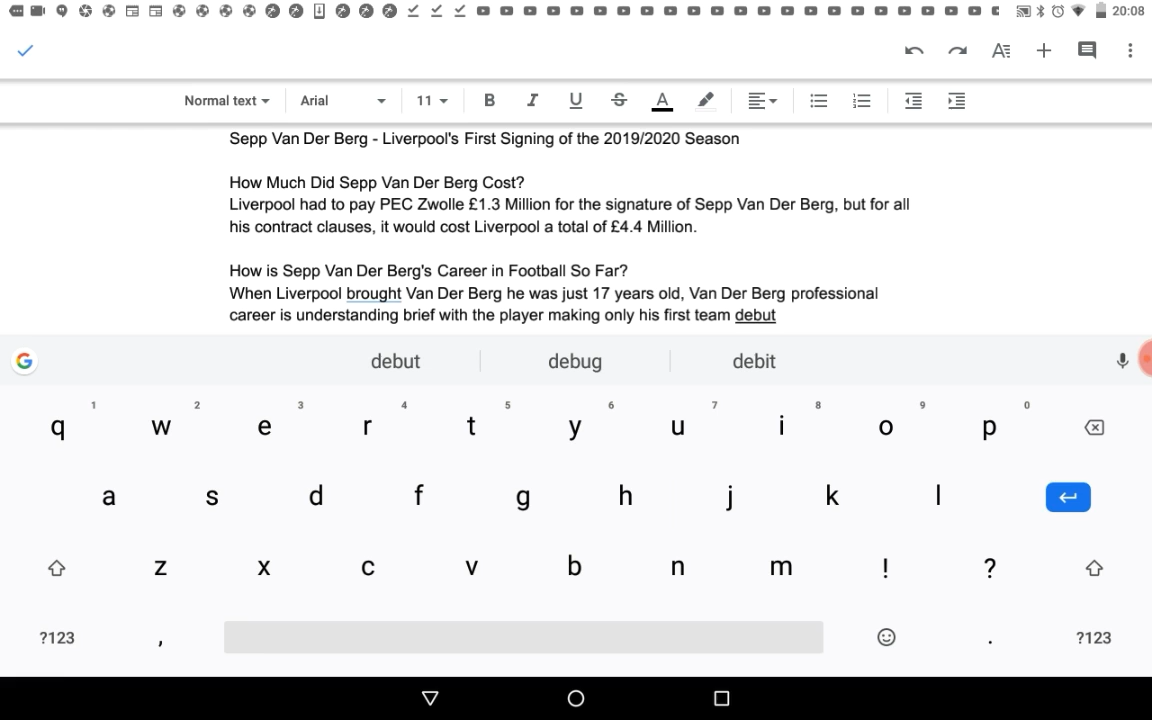 20:08
Normal text Arial 11 B I U S A
Sepp Van Der Berg - Liverpool's First Signing of the 2019/2020 Season
How Much Did Sepp Van Der Berg Cost?
Liverpool had to pay PEC Zwolle £1.3 Million for the signature of Sepp Van Der Berg, but for all
his contract clauses, it would cost Liverpool a total of £4.4 Million.
How is Sepp Van Der Berg's Career in Football So Far?
When Liverpool brought Van Der Berg he was just 17 years old, Van Der Berg professional
career is understanding brief with the player making only his first team debut
G debut debug debit
1 2 3 4 5 6 7 8 9 0
q w e r t y u i o p
a s d f g h j k l
z x c v b n m ! ?
?123 , . ?123